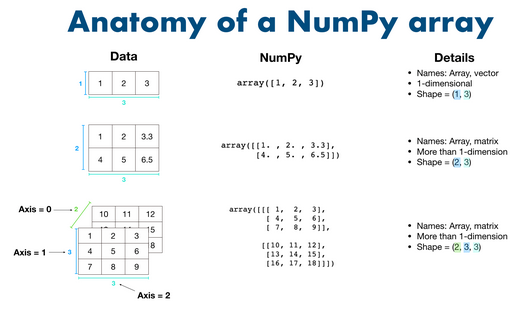 Anatomy of a NumPy array
Data
NumPy
Details
1
1 2 3
3
array([1, 2, 3])
• Names: Array, vector
• 1-dimensional
• Shape = (1, 3)
2
1 2 3.3
4 5 6.5
3
array([[1. , 2. , 3.3],
[4. , 5. , 6.5]])
• Names: Array, matrix
• More than 1-dimension
• Shape = (2, 3)
Axis = 0
2
10 11 12
Axis = 1
3
1 2 3
4 5 6
7 8 9
3
Axis = 2
array([[[ 1, 2, 3],
[ 4, 5, 6],
[ 7, 8, 9]],
[[10, 11, 12],
[13, 14, 15],
[16, 17, 18]]])
• Names: Array, matrix
• More than 1-dimension
• Shape = (2, 3, 3)